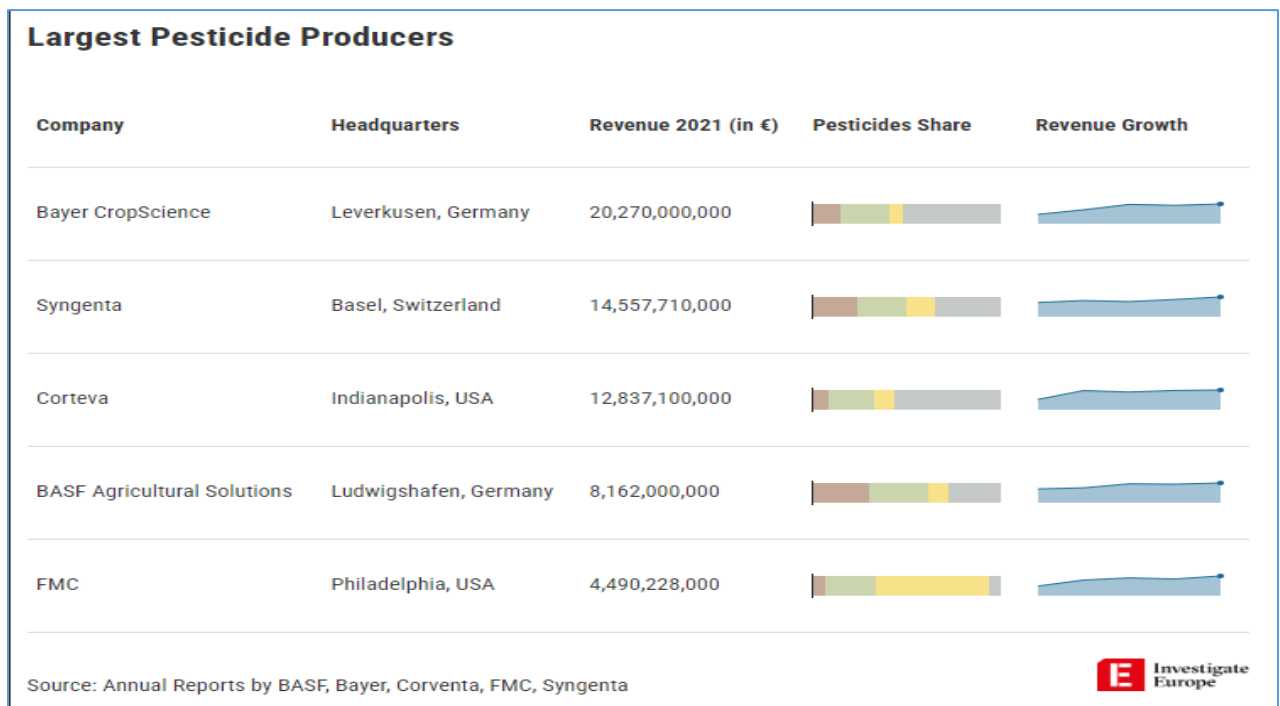 Largest Pesticide Producers
Company Headquarters Revenue 2021 (in €) Pesticides Share Revenue Growth
Bayer CropScience Leverkusen, Germany 20,270,000,000
Syngenta Basel, Switzerland 14,557,710,000
Corteva Indianapolis, USA 12,837,100,000
BASF Agricultural Solutions Ludwigshafen, Germany 8,162,000,000
FMC Philadelphia, USA 4,490,228,000
Source: Annual Reports by BASF, Bayer, Corventa, FMC, Syngenta
E Investigate
Europe